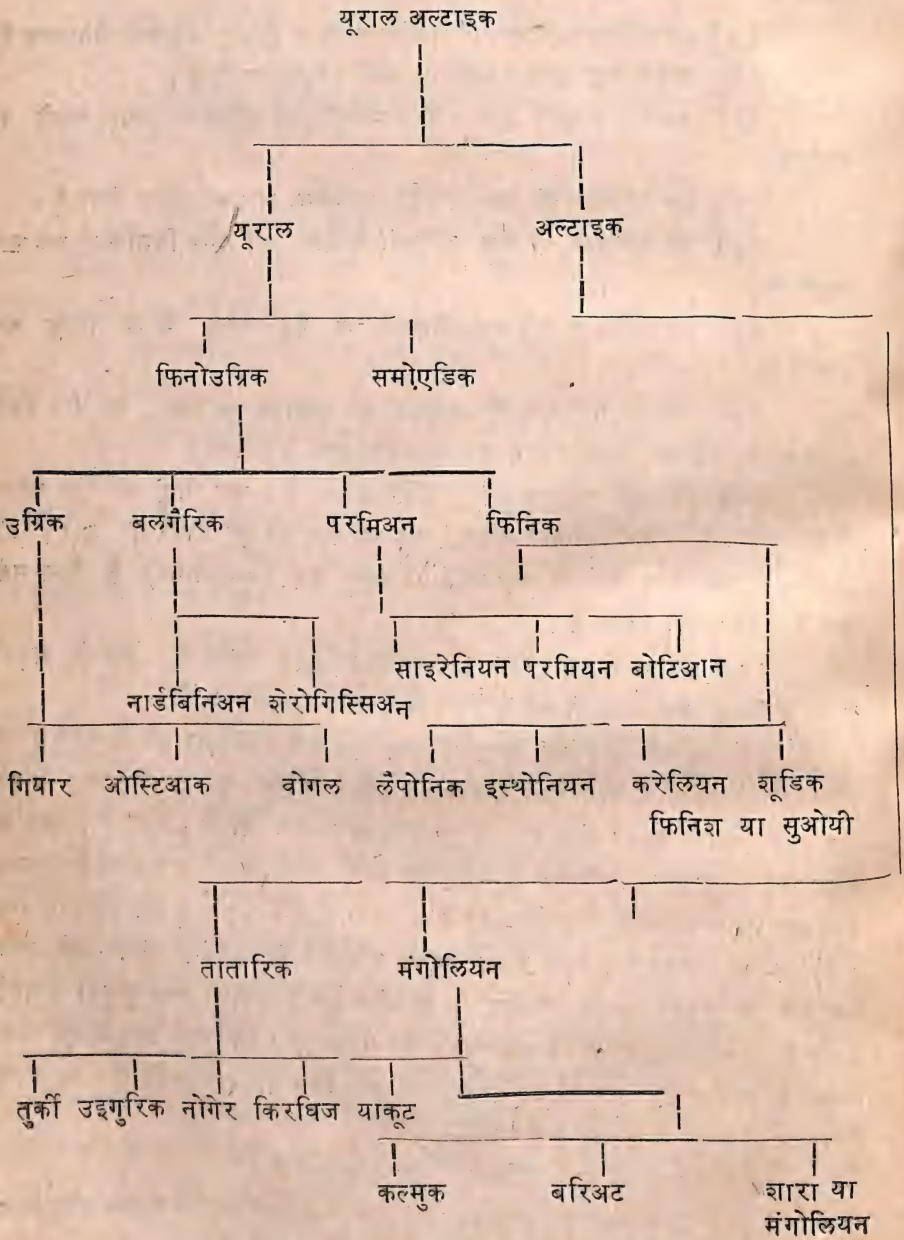 यूराल अल्टाइक
यूराल अल्टाइक
फिनोउग्रिक समोएडिक
उग्रिक बलगैरिक परमिअन फिनिक
साइरेनियन परमियन बोटिआन
नार्डबिनिअन शेरोगिस्सिअन
गियार ओस्टिआक वोगल लैपोनिक इस्थोनियन करेलियन शूडिक
फिनिश या सुओयी
तातारिक मंगोलियन
तुर्की उइगुरिक नोगेर किरघिज याकूट
कल्मुक बरिअट शारा या
मंगोलियन